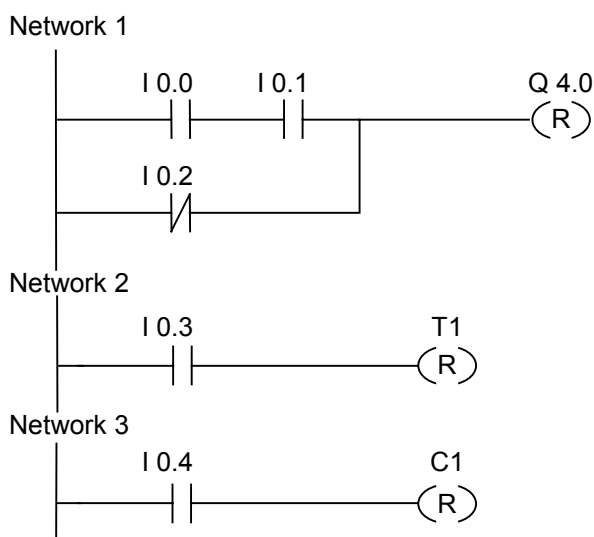 Network 1
I 0.0 I 0.1 Q 4.0
R
I 0.2
Network 2
I 0.3 T1
R
Network 3
I 0.4 C1
R